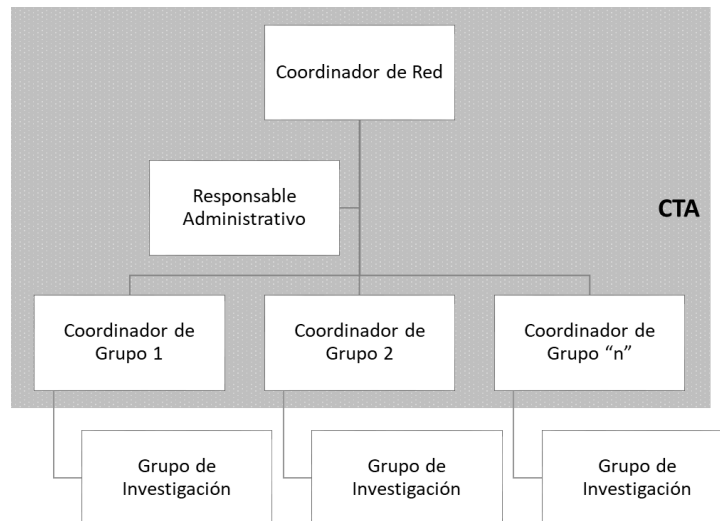 Coordinador de Red
Responsable
Administrativo
CTA
Coordinador de
Grupo 1
Coordinador de
Grupo 2
Coordinador de
Grupo “n”
Grupo de
Investigación
Grupo de
Investigación
Grupo de
Investigación